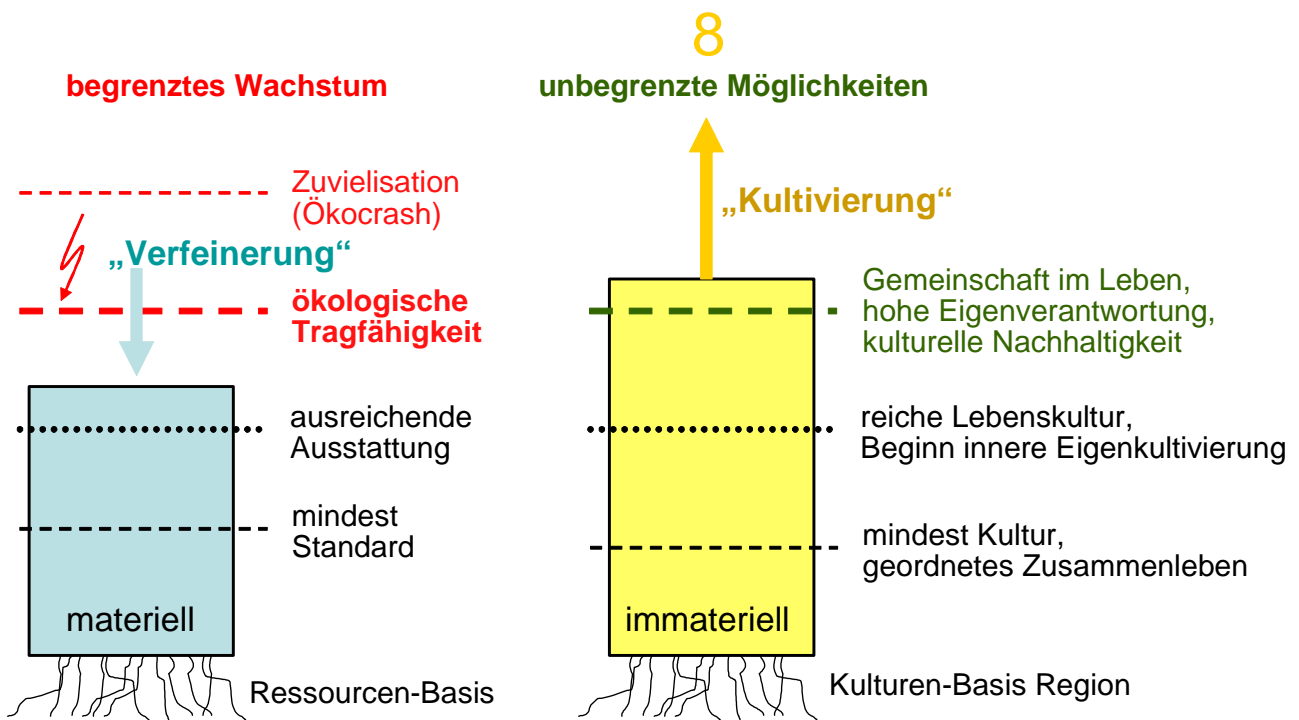 8
begrenztes Wachstum
unbegrenzte Möglichkeiten
Zuvielisation
(Ökocrash)
„Verfeinerung“
ökologische
Tragfähigkeit
ausreichende
Ausstattung
mindest
Standard
materiell
Ressourcen-Basis
„Kultivierung“
Gemeinschaft im Leben,
hohe Eigenverantwortung,
kulturelle Nachhaltigkeit
reiche Lebenskultur,
Beginn innere Eigenkultivierung
mindest Kultur,
geordnetes Zusammenleben
immateriell
Kulturen-Basis Region